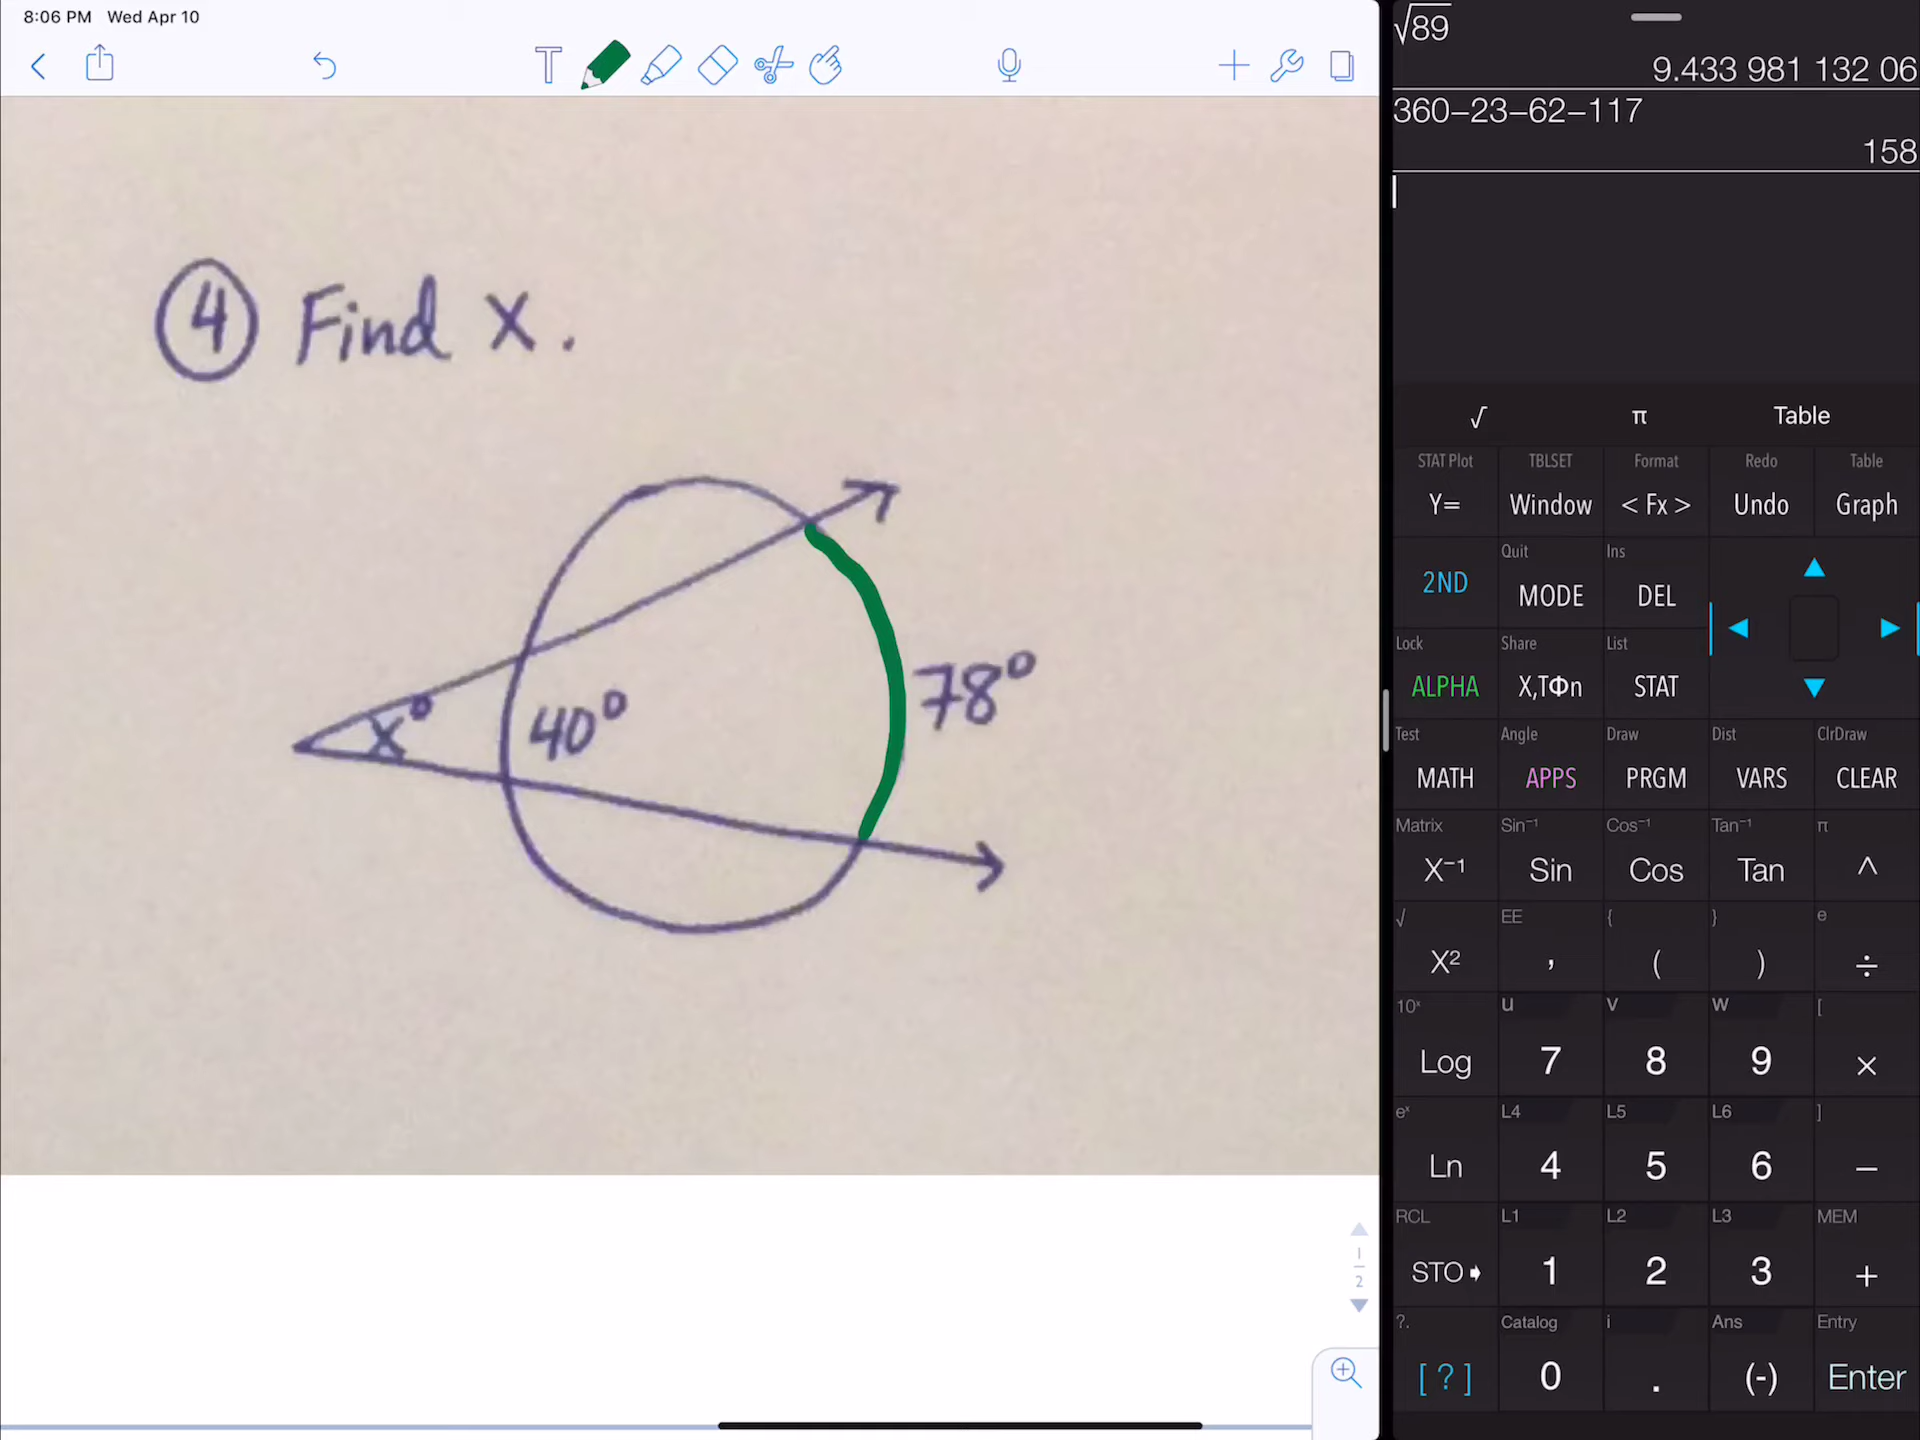 8:06 PM Wed Apr 10
④ Find x.
x°
40°
78°
1
2
√89
9.433 981 132 06
360−23−62−117
158
√ π Table
STAT Plot TBLSET Format Redo Table
Y= Window < Fx > Undo Graph
Quit Ins
2ND MODE DEL
Lock Share List
ALPHA X,TΦn STAT
Test Angle Draw Dist ClrDraw
MATH APPS PRGM VARS CLEAR
Matrix Sin⁻¹ Cos⁻¹ Tan⁻¹ π
X⁻¹ Sin Cos Tan ^
√ EE { } e
X² , ( ) ÷
10ˣ u v w [
Log 7 8 9 ×
eˣ L4 L5 L6 ]
Ln 4 5 6 −
RCL L1 L2 L3 MEM
STO➧ 1 2 3 +
?. Catalog i Ans Entry
[ ? ] 0 . (-) Enter